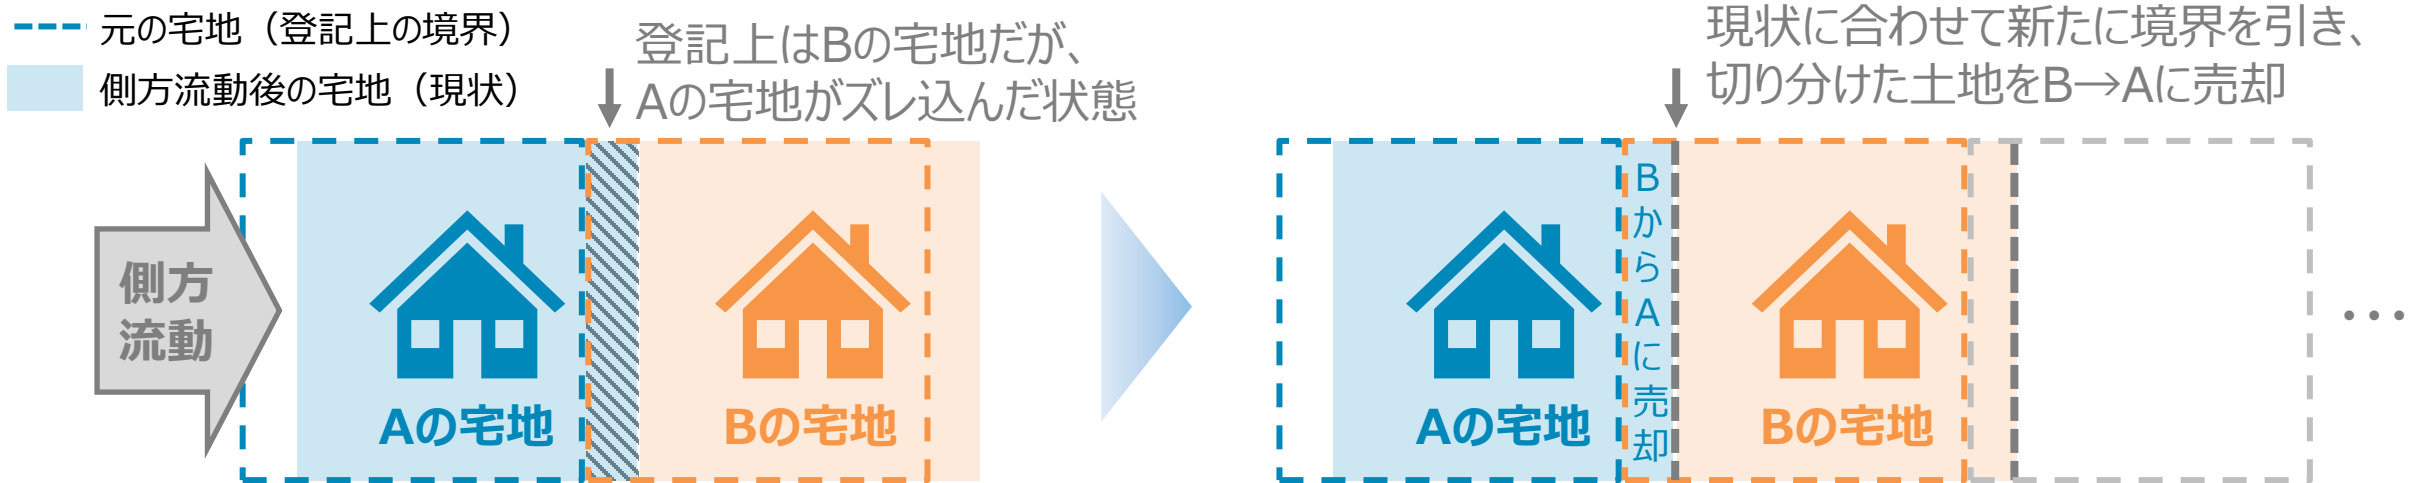 元の宅地（登記上の境界）
側方流動後の宅地（現状）
登記上はBの宅地だが、
Aの宅地がズレ込んだ状態
側方
流動
Aの宅地
Bの宅地
現状に合わせて新たに境界を引き、
切り分けた土地をB→Aに売却
BからAに売却
Aの宅地
Bの宅地
…